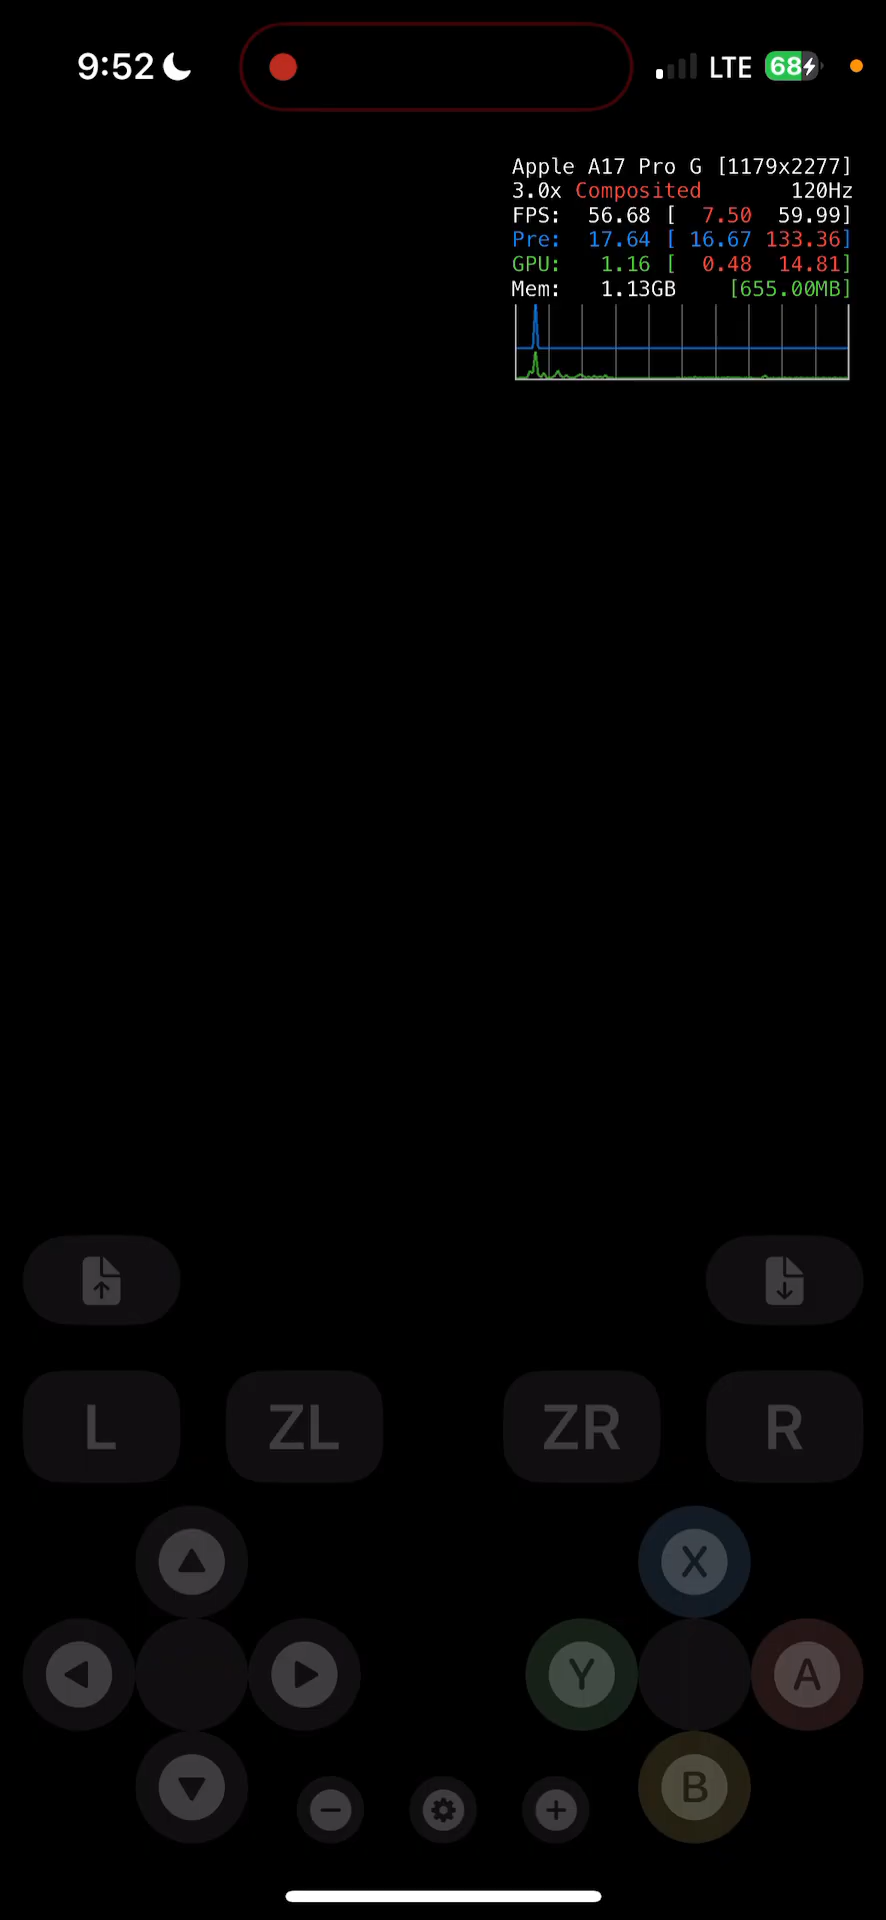 9:52 LTE 68
Apple A17 Pro G [1179x2277]
3.0x Composited 120Hz
FPS: 56.68 [ 7.50 59.99]
Pre: 17.64 [ 16.67 133.36]
GPU: 1.16 [ 0.48 14.81]
Mem: 1.13GB [655.00MB]
L ZL ZR R
X
Y A
B